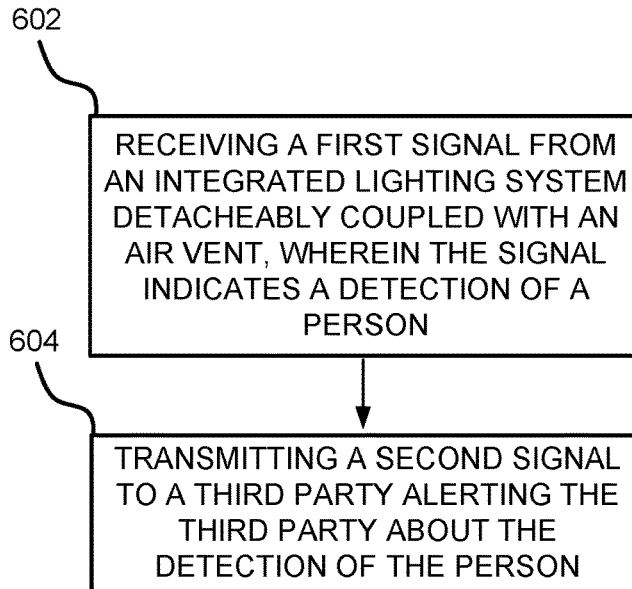 602
RECEIVING A FIRST SIGNAL FROM
AN INTEGRATED LIGHTING SYSTEM
DETACHEABLY COUPLED WITH AN
AIR VENT, WHEREIN THE SIGNAL
INDICATES A DETECTION OF A
PERSON
604
TRANSMITTING A SECOND SIGNAL
TO A THIRD PARTY ALERTING THE
THIRD PARTY ABOUT THE
DETECTION OF THE PERSON